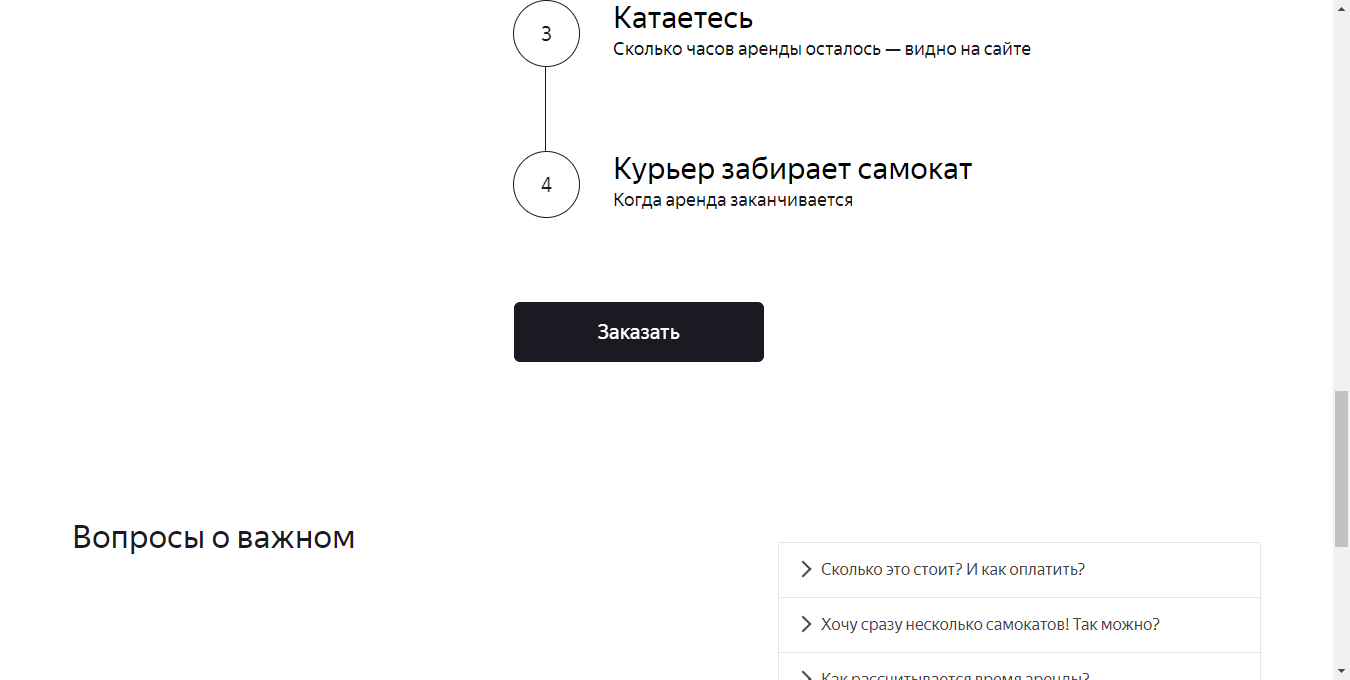 3
Катаетесь
Сколько часов аренды осталось — видно на сайте
4
Курьер забирает самокат
Когда аренда заканчивается
Заказать
Вопросы о важном
Сколько это стоит? И как оплатить?
Хочу сразу несколько самокатов! Так можно?
Как рассчитывается время аренды?